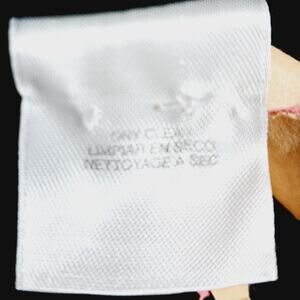 DRY CLEAN
LIMPIAR EN SECO
NETTOYAGE A SEC